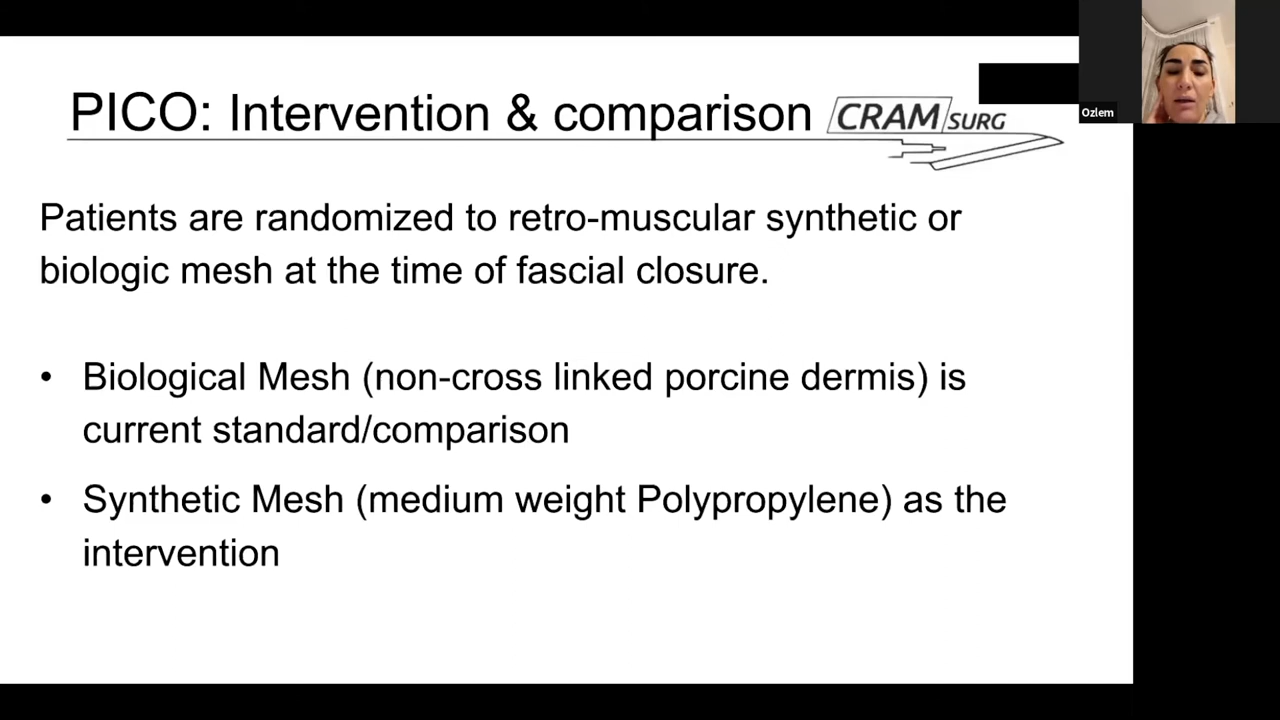 PICO: Intervention & comparison
CRAM SURG
Ozlem
Patients are randomized to retro-muscular synthetic or
biologic mesh at the time of fascial closure.
• Biological Mesh (non-cross linked porcine dermis) is
current standard/comparison
• Synthetic Mesh (medium weight Polypropylene) as the
intervention